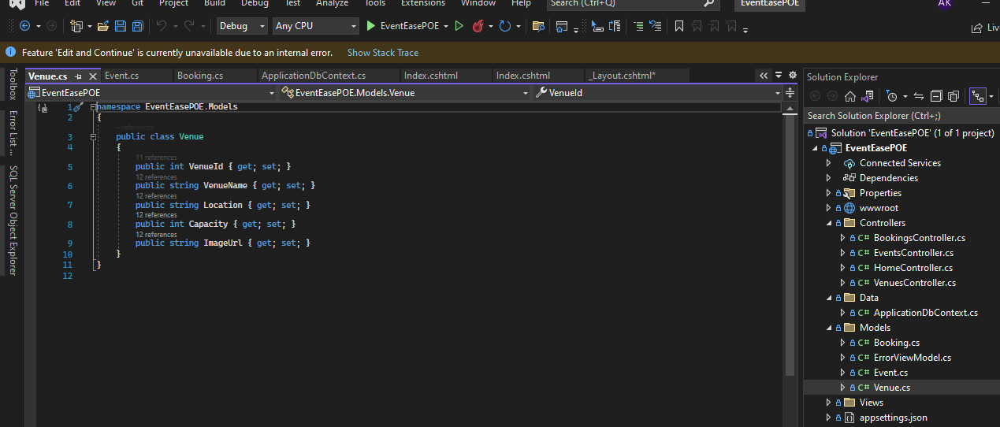 File Edit View Git Project Build Debug Test Analyze Tools Extensions Window Help Search (Ctrl+Q) EventEasePOE AK
Debug Any CPU EventEasePOE Liv
Feature 'Edit and Continue' is currently unavailable due to an internal error. Show Stack Trace
Toolbox
Error List ...
SQL Server Object Explorer
Venue.cs Event.cs Booking.cs ApplicationDbContext.cs Index.cshtml Index.cshtml _Layout.cshtml*
EventEasePOE EventEasePOE.Models.Venue VenueId
1 namespace EventEasePOE.Models
2 {
- references
3 public class Venue
4 {
11 references
5 public int VenueId { get; set; }
12 references
6 public string VenueName { get; set; }
12 references
7 public string Location { get; set; }
12 references
8 public int Capacity { get; set; }
12 references
9 public string ImageUrl { get; set; }
10 }
11 }
12
Solution Explorer
Search Solution Explorer (Ctrl+;)
Solution 'EventEasePOE' (1 of 1 project)
EventEasePOE
Connected Services
Dependencies
Properties
wwwroot
Controllers
C# BookingsController.cs
C# EventsController.cs
C# HomeController.cs
C# VenuesController.cs
Data
C# ApplicationDbContext.cs
Models
C# Booking.cs
C# ErrorViewModel.cs
C# Event.cs
C# Venue.cs
Views
appsettings.json